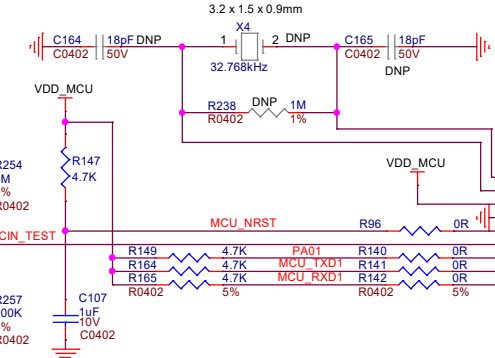 3.2 x 1.5 x 0.9mm
X4
C164 18pF DNP
C0402 50V
1 2 DNP
32.768kHz
C165 18pF
C0402 50V
DNP
VDD_MCU
R238 DNP 1M
R0402 1%
R147
4.7K
VDD_MCU
R254
M
%
R0402
MCU_NRST
R96 0R
CIN_TEST
R149 4.7K PA01 R140 0R
R164 4.7K MCU_TXD1 R141 0R
R165 4.7K MCU_RXD1 R142 0R
R0402 5% R0402 5%
R257
00K
%
R0402
C107
1uF
10V
C0402